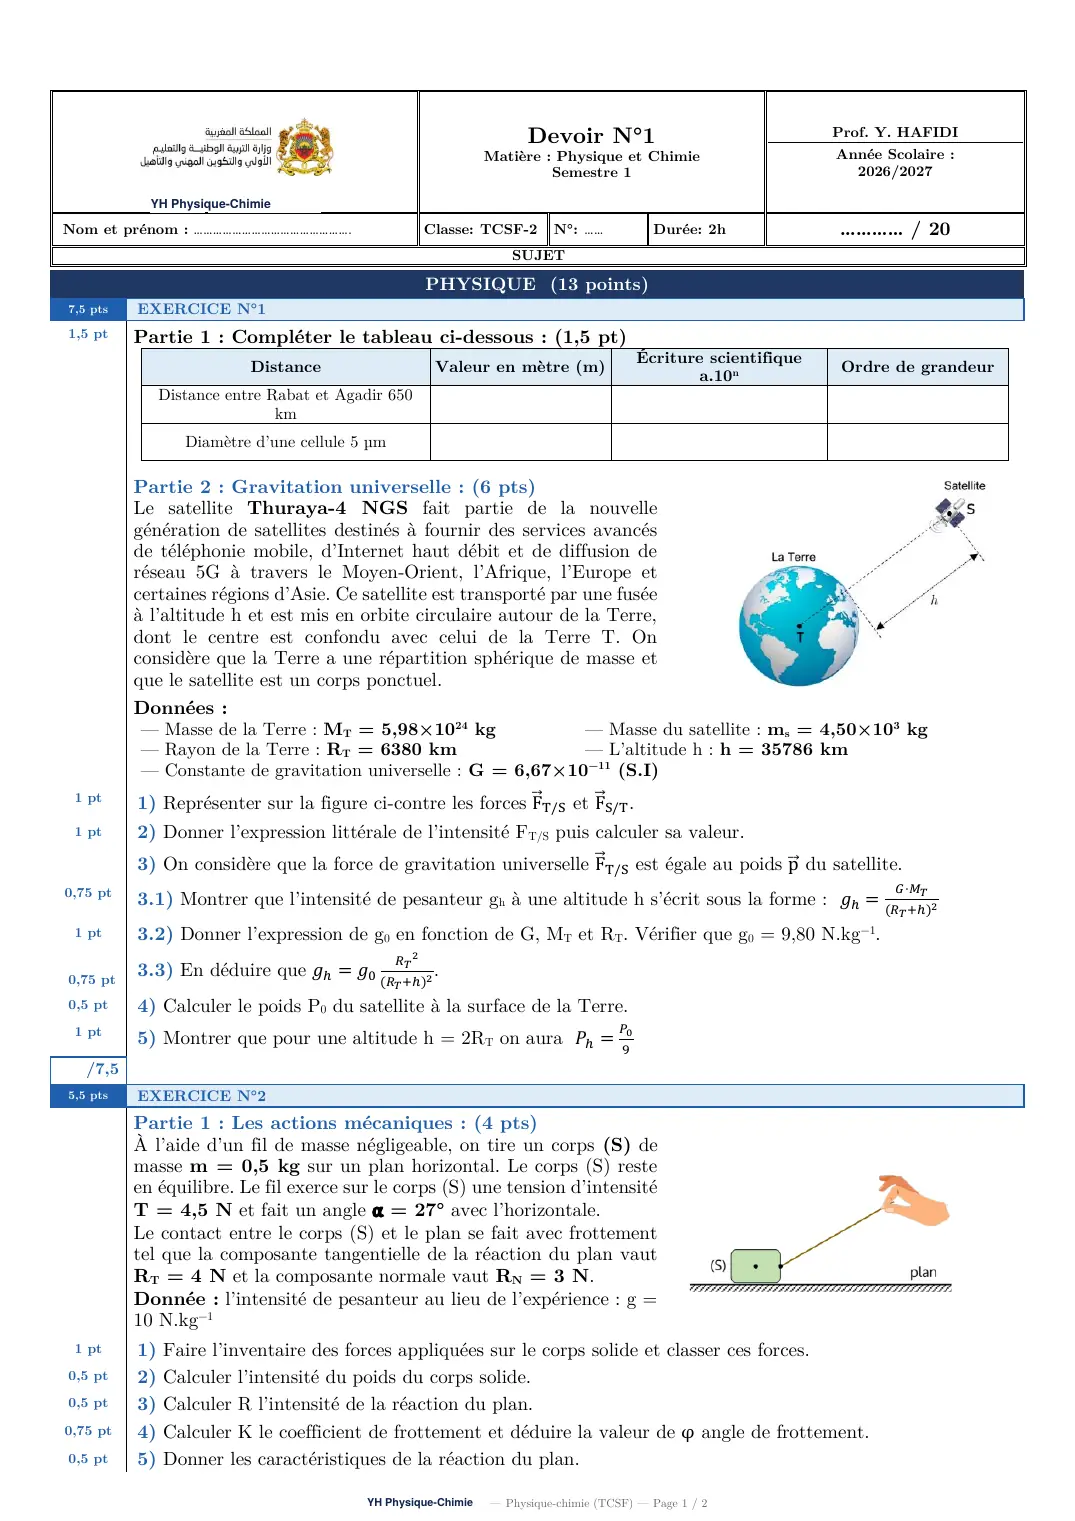 المملكة المغربية
وزارة التربية الوطنية والتعليم
الأولي والتكوين المهني والتأهيل
YH Physique-Chimie
Devoir N°1
Matière : Physique et Chimie
Semestre 1
Prof. Y. HAFIDI
Année Scolaire :
2026/2027
Nom et prénom : ……………………………………
Classe: TCSF-2
N°: ……
Durée: 2h
………… / 20
SUJET
PHYSIQUE (13 points)
7,5 pts EXERCICE N°1
1,5 pt Partie 1 : Compléter le tableau ci-dessous : (1,5 pt)
Distance
Valeur en mètre (m)
Écriture scientifique
a.10ⁿ
Ordre de grandeur
Distance entre Rabat et Agadir 650
km
Diamètre d'une cellule 5 µm
Partie 2 : Gravitation universelle : (6 pts)
Le satellite Thuraya-4 NGS fait partie de la nouvelle
génération de satellites destinés à fournir des services avancés
de téléphonie mobile, d'Internet haut débit et de diffusion de
réseau 5G à travers le Moyen-Orient, l'Afrique, l'Europe et
certaines régions d'Asie. Ce satellite est transporté par une fusée
à l'altitude h et est mis en orbite circulaire autour de la Terre,
dont le centre est confondu avec celui de la Terre T. On
considère que la Terre a une répartition sphérique de masse et
que le satellite est un corps ponctuel.
Satellite
S
La Terre
h
T
Données :
— Masse de la Terre : M_T = 5,98×10²⁴ kg
— Masse du satellite : mₛ = 4,50×10³ kg
— Rayon de la Terre : R_T = 6380 km
— L'altitude h : h = 35786 km
— Constante de gravitation universelle : G = 6,67×10⁻¹¹ (S.I)
1 pt 1) Représenter sur la figure ci-contre les forces F⃗_T/S et F⃗_S/T.
1 pt 2) Donner l'expression littérale de l'intensité F_T/S puis calculer sa valeur.
3) On considère que la force de gravitation universelle F⃗_T/S est égale au poids p⃗ du satellite.
0,75 pt 3.1) Montrer que l'intensité de pesanteur gₕ à une altitude h s'écrit sous la forme : gₕ = G·M_T/(R_T+h)²
1 pt 3.2) Donner l'expression de g₀ en fonction de G, M_T et R_T. Vérifier que g₀ = 9,80 N.kg⁻¹.
0,75 pt 3.3) En déduire que gₕ = g₀ R_T²/(R_T+h)².
0,5 pt 4) Calculer le poids P₀ du satellite à la surface de la Terre.
1 pt 5) Montrer que pour une altitude h = 2R_T on aura Pₕ = P₀/9
/7,5
5,5 pts EXERCICE N°2
Partie 1 : Les actions mécaniques : (4 pts)
À l'aide d'un fil de masse négligeable, on tire un corps (S) de
masse m = 0,5 kg sur un plan horizontal. Le corps (S) reste
en équilibre. Le fil exerce sur le corps (S) une tension d'intensité
T = 4,5 N et fait un angle α = 27° avec l'horizontale.
Le contact entre le corps (S) et le plan se fait avec frottement
tel que la composante tangentielle de la réaction du plan vaut
R_T = 4 N et la composante normale vaut R_N = 3 N.
Donnée : l'intensité de pesanteur au lieu de l'expérience : g =
10 N.kg⁻¹
(S)
plan
1 pt 1) Faire l'inventaire des forces appliquées sur le corps solide et classer ces forces.
0,5 pt 2) Calculer l'intensité du poids du corps solide.
0,5 pt 3) Calculer R l'intensité de la réaction du plan.
0,75 pt 4) Calculer K le coefficient de frottement et déduire la valeur de φ angle de frottement.
0,5 pt 5) Donner les caractéristiques de la réaction du plan.
YH Physique-Chimie — Physique-chimie (TCSF) — Page 1 / 2